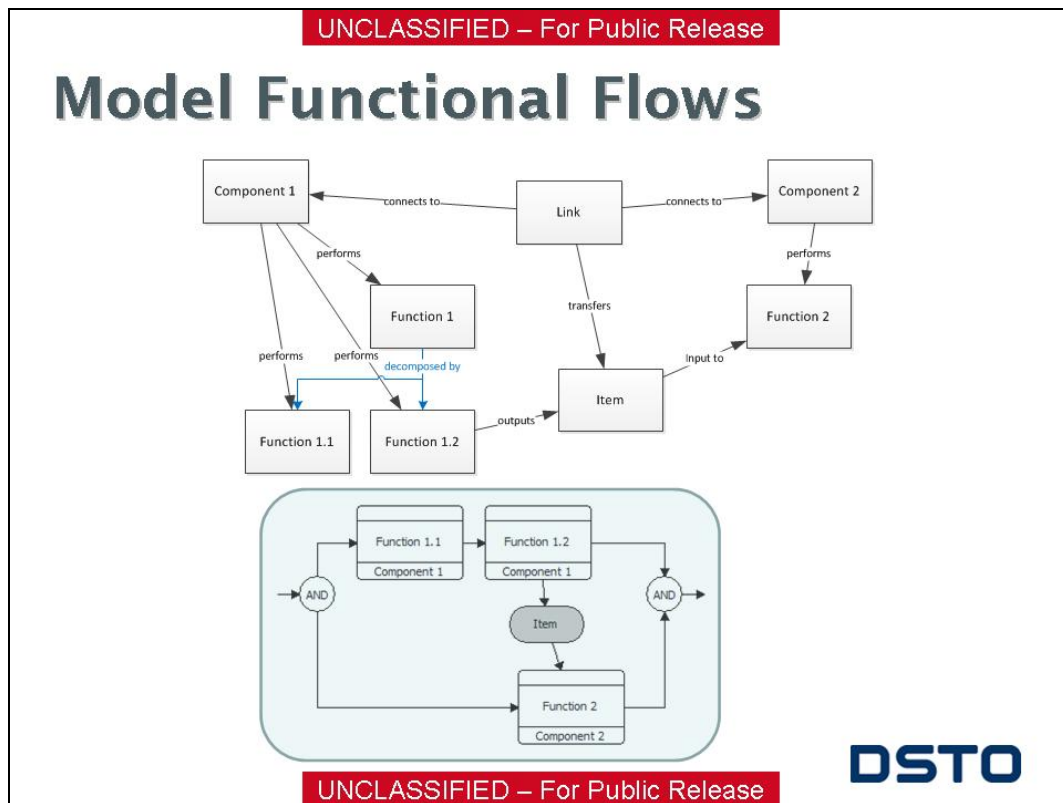 UNCLASSIFIED – For Public Release
Model Functional Flows
Component 1
connects to
Link
connects to
Component 2
performs
performs
Function 1
transfers
Function 2
performs
performs
decomposed by
Input to
Item
Function 1.1
Function 1.2
outputs
Function 1.1
Component 1
Function 1.2
Component 1
AND
AND
Item
Function 2
Component 2
DSTO
UNCLASSIFIED – For Public Release